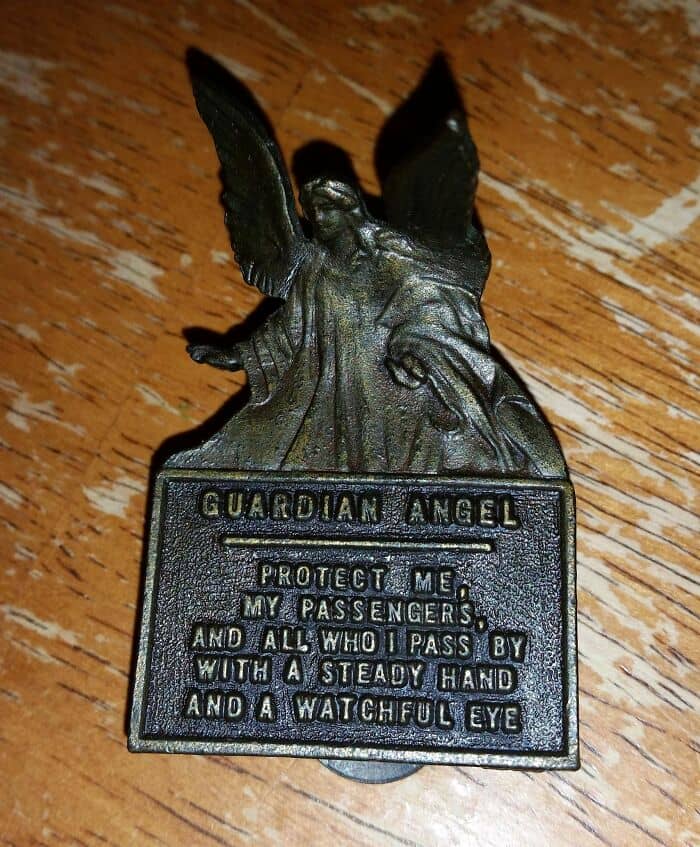 GUARDIAN ANGEL
PROTECT ME,
MY PASSENGERS,
AND ALL WHO I PASS BY
WITH A STEADY HAND
AND A WATCHFUL EYE